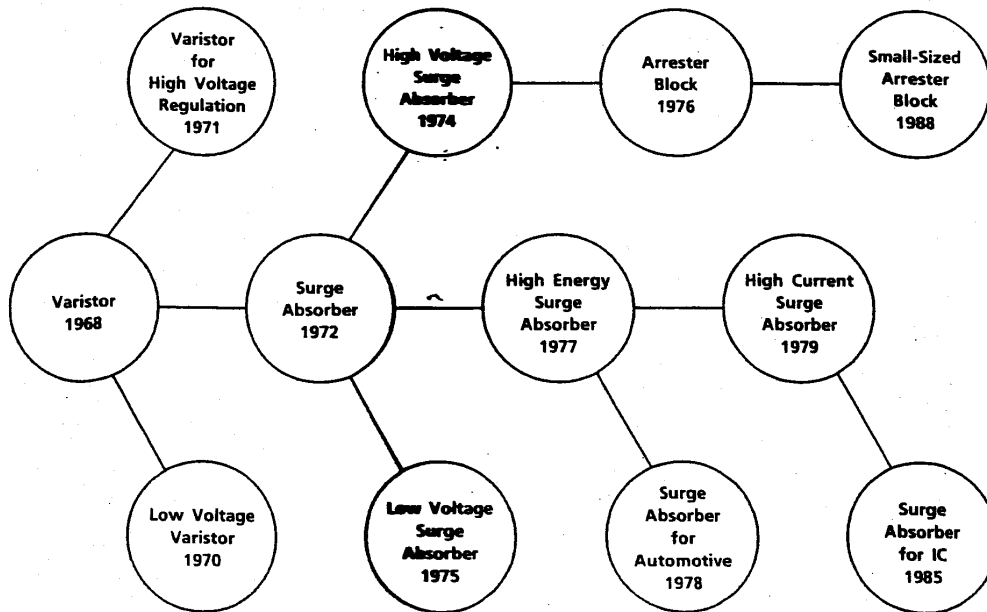 Varistor
for
High Voltage
Regulation
1971
High Voltage
Surge
Absorber
1974
Arrester
Block
1976
Small-Sized
Arrester
Block
1988
Varistor
1968
Surge
Absorber
1972
High Energy
Surge
Absorber
1977
High Current
Surge
Absorber
1979
Low Voltage
Varistor
1970
Low Voltage
Surge
Absorber
1975
Surge
Absorber
for
Automotive
1978
Surge
Absorber
for IC
1985